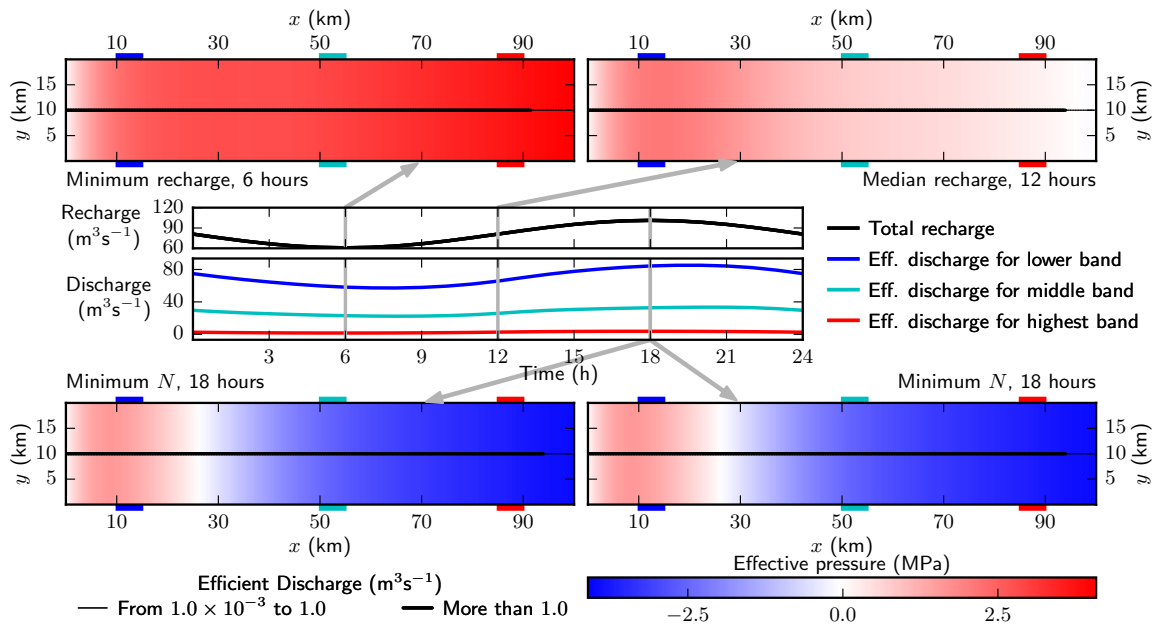 x (km) x (km)
10 30 50 70 90 10 30 50 70 90
y (km) 15 10 5 15 10 5 y (km)
Minimum recharge, 6 hours Median recharge, 12 hours
Recharge (m³s⁻¹) 120 90 60
Discharge (m³s⁻¹) 80 40 0
3 6 9 12 15 18 21 24
Time (h)
Total recharge
Eff. discharge for lower band
Eff. discharge for middle band
Eff. discharge for highest band
Minimum N, 18 hours Minimum N, 18 hours
y (km) 15 10 5 15 10 5 y (km)
10 30 50 70 90 10 30 50 70 90
x (km) x (km)
Efficient Discharge (m³s⁻¹)
From 1.0 × 10⁻³ to 1.0 More than 1.0
Effective pressure (MPa)
−2.5 0.0 2.5